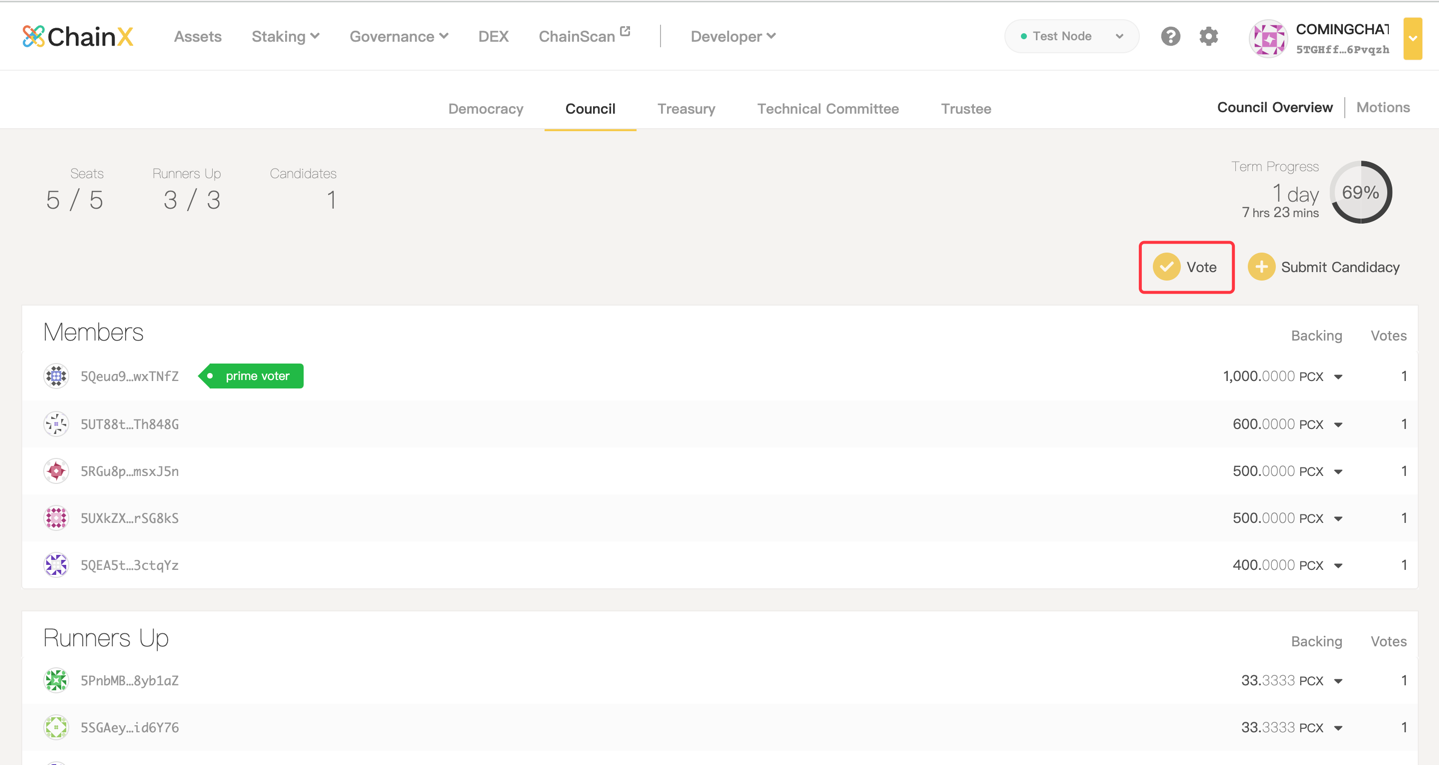 ChainX Assets Staking Governance DEX ChainScan Developer Test Node COMINGCHAT
5TGHff…6Pvqzh
Democracy Council Treasury Technical Committee Trustee Council Overview Motions
Seats Runners Up Candidates Term Progress
5 / 5 3 / 3 1 1 day 69%
7 hrs 23 mins
Vote Submit Candidacy
Members Backing Votes
5Qeua9…wxTNfZ prime voter 1,000.0000 PCX 1
5UT88t…Th848G 600.0000 PCX 1
5RGu8p…msxJ5n 500.0000 PCX 1
5UXkZX…rSG8kS 500.0000 PCX 1
5QEA5t…3ctqYz 400.0000 PCX 1
Runners Up Backing Votes
5PnbMB…8yb1aZ 33.3333 PCX 1
5SGAey…id6Y76 33.3333 PCX 1